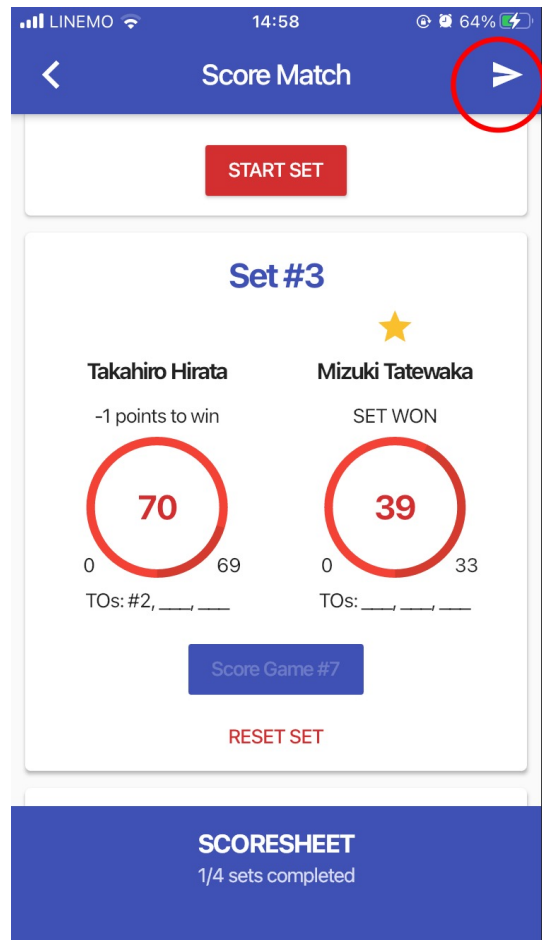 LINEMO 14:58 64%
Score Match
START SET
Set #3
Takahiro Hirata Mizuki Tatewaka
-1 points to win SET WON
70 39
0 69 0 33
TOs: #2, ___, ___ TOs: ___, ___, ___
Score Game #7
RESET SET
SCORESHEET
1/4 sets completed